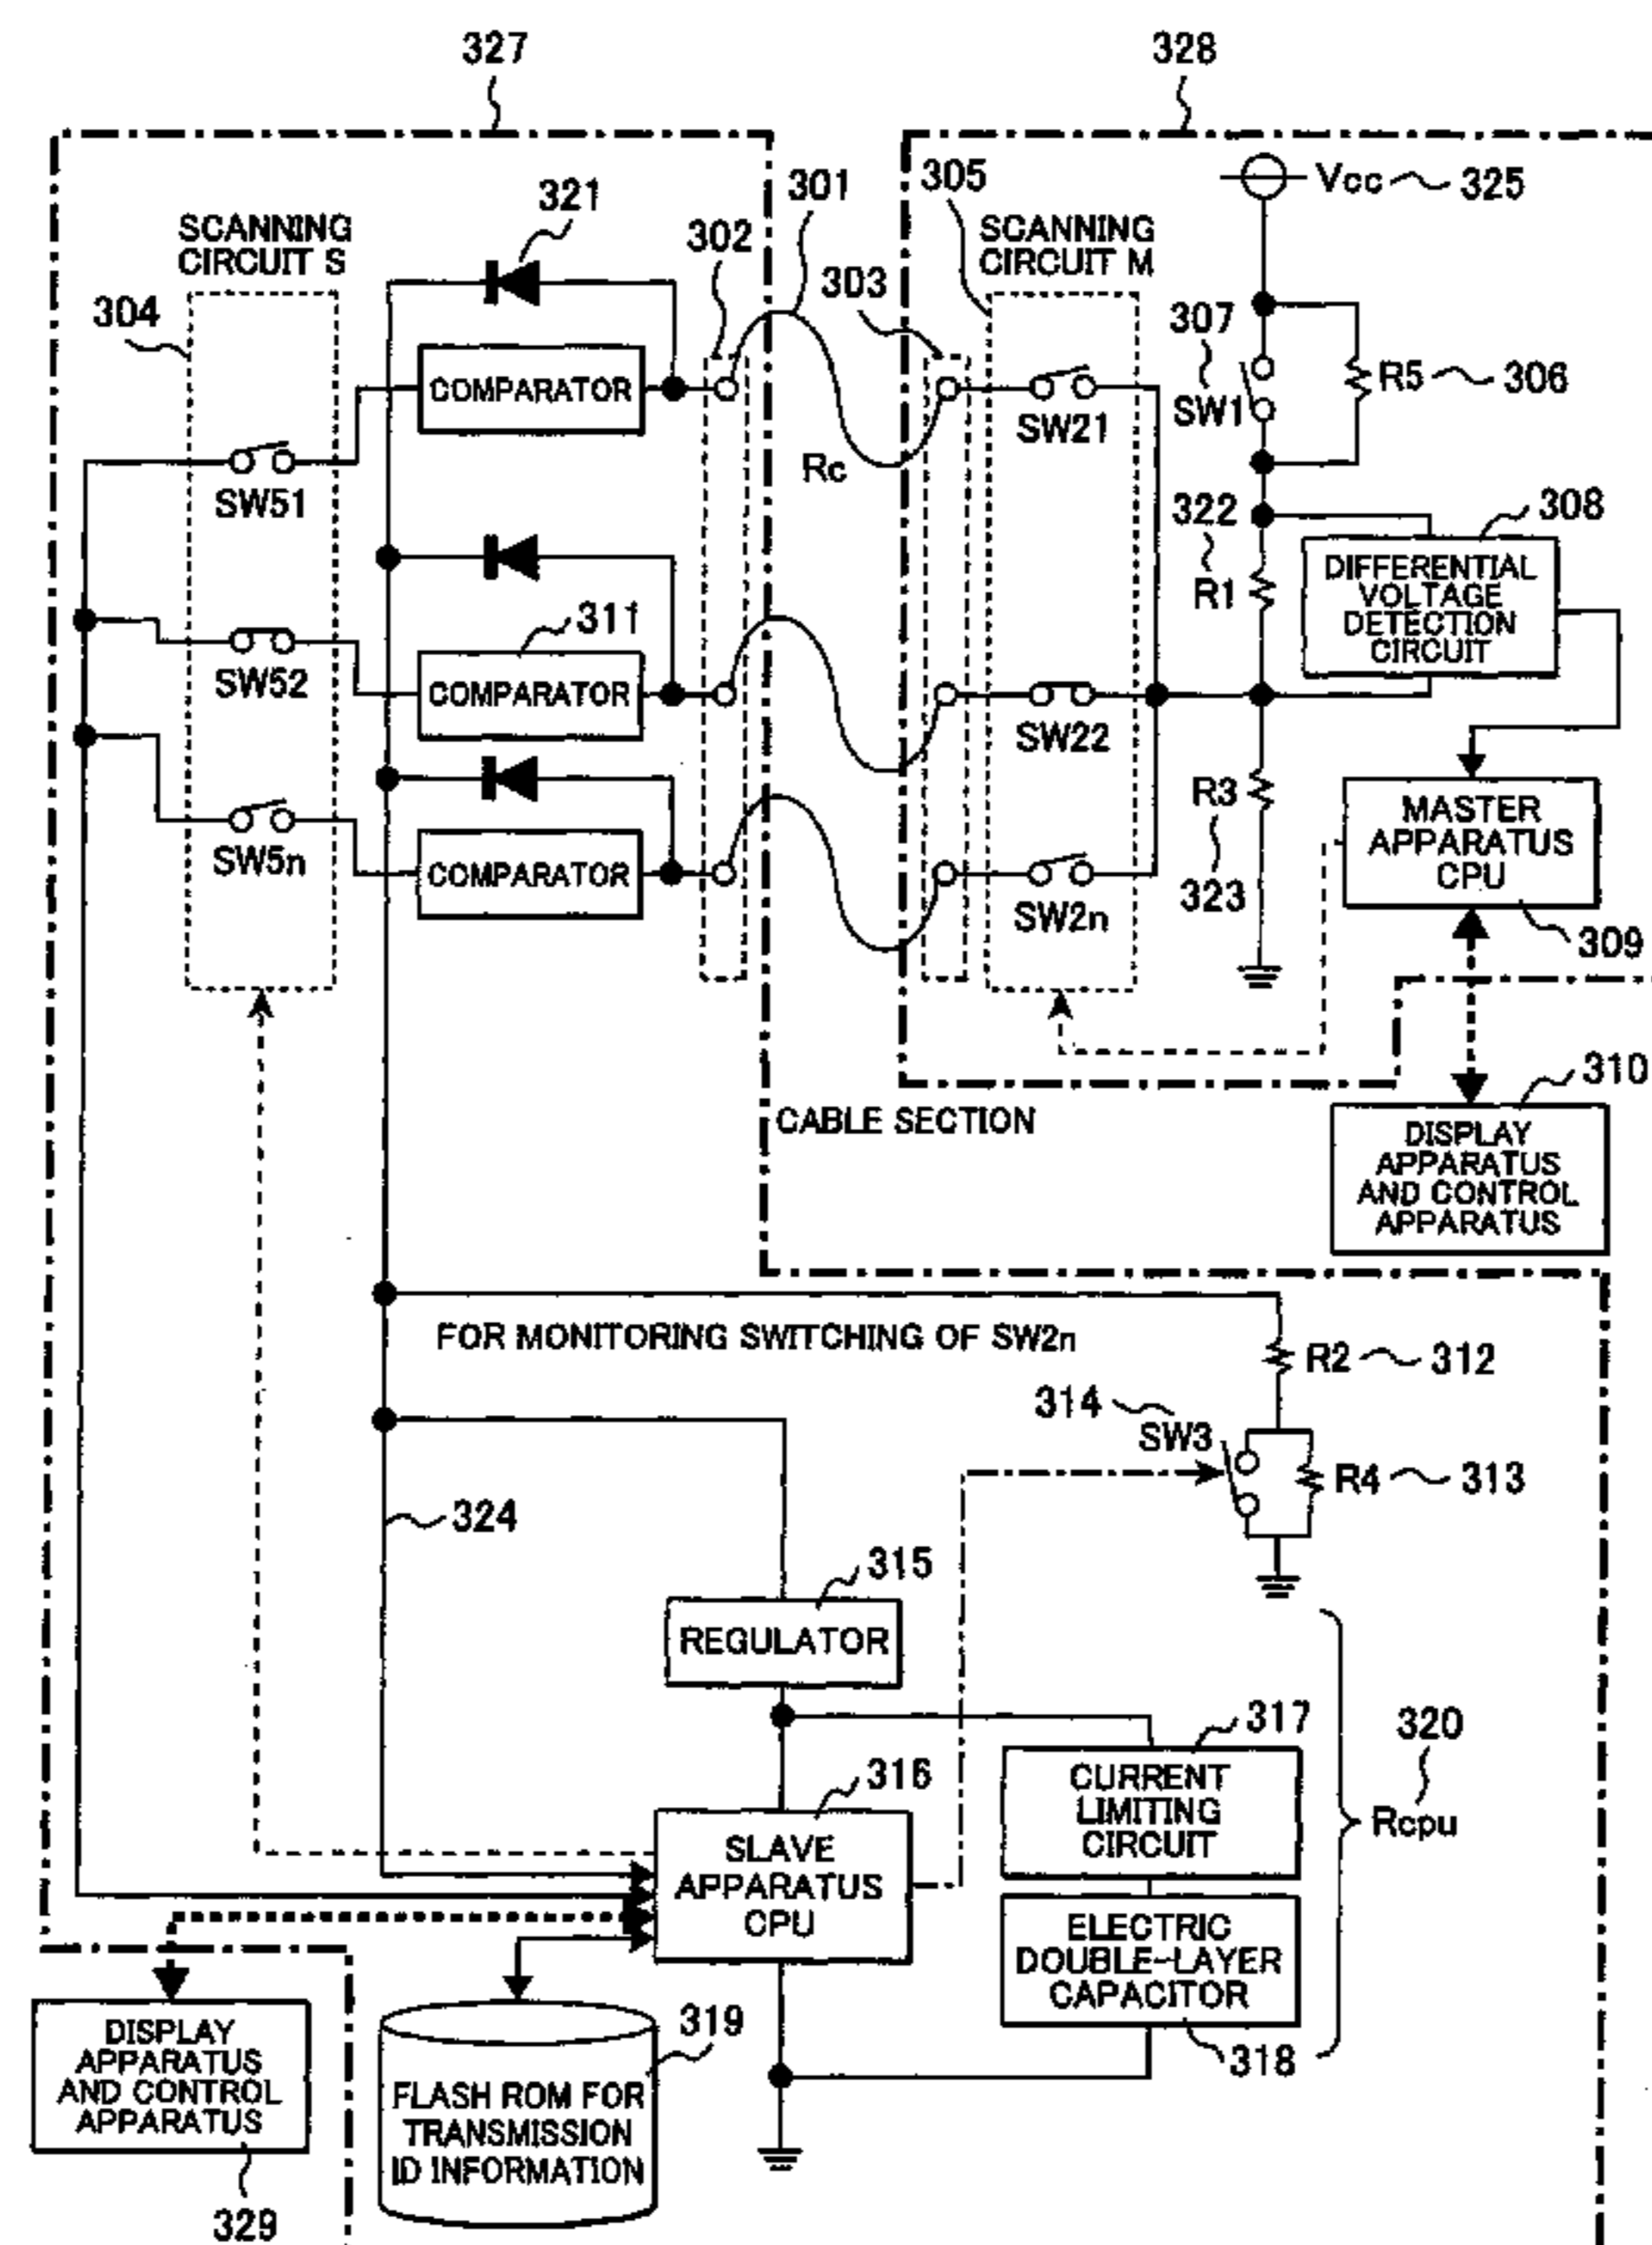 327
328
301
305
Vcc
325
321
SCANNING
CIRCUIT S
302
SCANNING
CIRCUIT M
303
304
307
COMPARATOR
SW21
SW1
R5
306
Rc
SW51
322
308
R1
DIFFERENTIAL
VOLTAGE
DETECTION
CIRCUIT
311
SW52
COMPARATOR
SW22
R3
MASTER
APPARATUS
CPU
SW5n
COMPARATOR
SW2n
323
309
310
CABLE SECTION
DISPLAY
APPARATUS
AND CONTROL
APPARATUS
FOR MONITORING SWITCHING OF SW2n
R2
312
314
SW3
R4
313
324
315
REGULATOR
317
320
316
CURRENT
LIMITING
CIRCUIT
Rcpu
SLAVE
APPARATUS
CPU
ELECTRIC
DOUBLE-LAYER
CAPACITOR
318
319
DISPLAY
APPARATUS
AND CONTROL
APPARATUS
FLASH ROM FOR
TRANSMISSION
ID INFORMATION
329